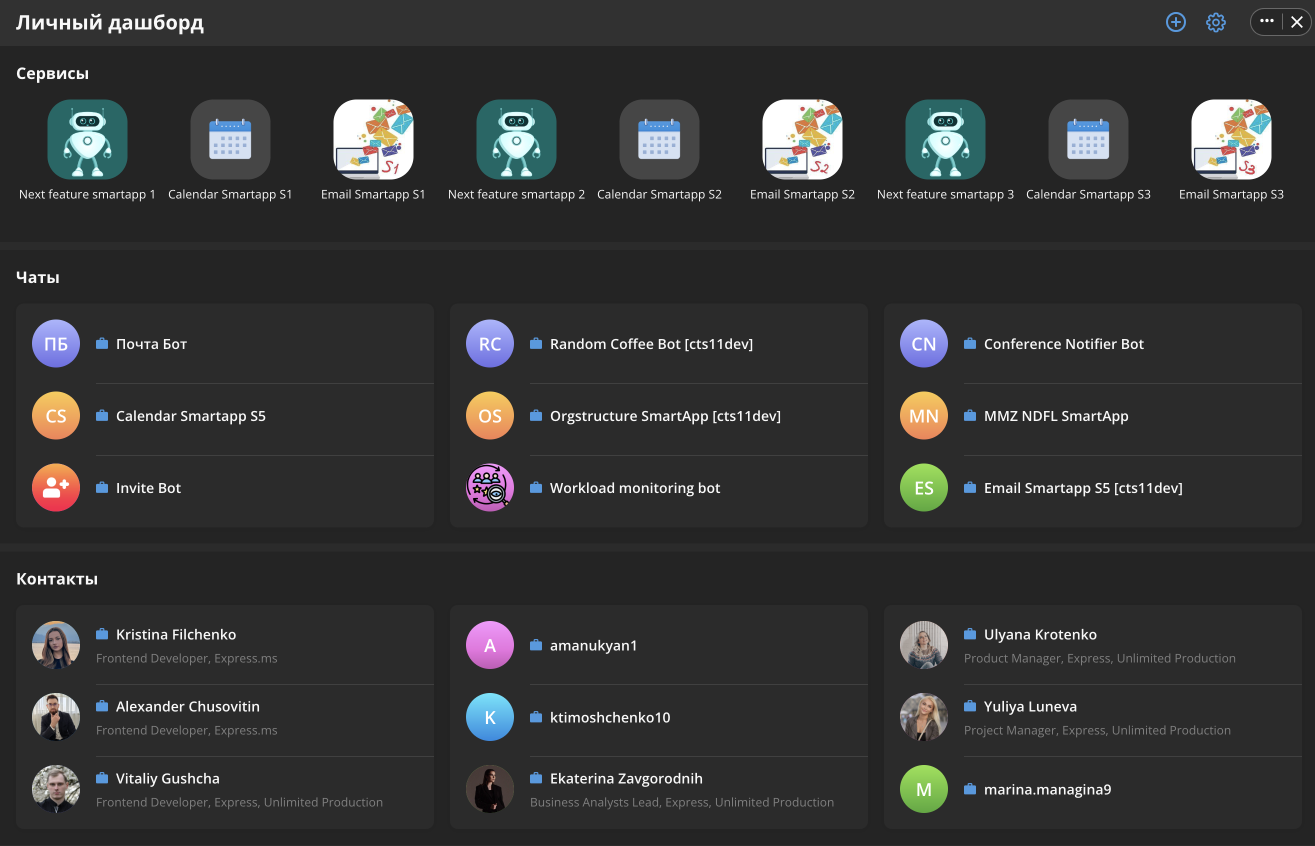 Личный дашборд
Сервисы
S1
S2
S3
Next feature smartapp 1
Calendar Smartapp S1
Email Smartapp S1
Next feature smartapp 2
Calendar Smartapp S2
Email Smartapp S2
Next feature smartapp 3
Calendar Smartapp S3
Email Smartapp S3
Чаты
ПБ Почта Бот
RC Random Coffee Bot [cts11dev]
CN Conference Notifier Bot
CS Calendar Smartapp S5
OS Orgstructure SmartApp [cts11dev]
MN MMZ NDFL SmartApp
Invite Bot
Workload monitoring bot
ES Email Smartapp S5 [cts11dev]
Контакты
Kristina Filchenko
Frontend Developer, Express.ms
A amanukyan1
Ulyana Krotenko
Product Manager, Express, Unlimited Production
Alexander Chusovitin
Frontend Developer, Express.ms
K ktimoshchenko10
Yuliya Luneva
Project Manager, Express, Unlimited Production
Vitaliy Gushcha
Frontend Developer, Express, Unlimited Production
Ekaterina Zavgorodnih
Business Analysts Lead, Express, Unlimited Production
M marina.managina9